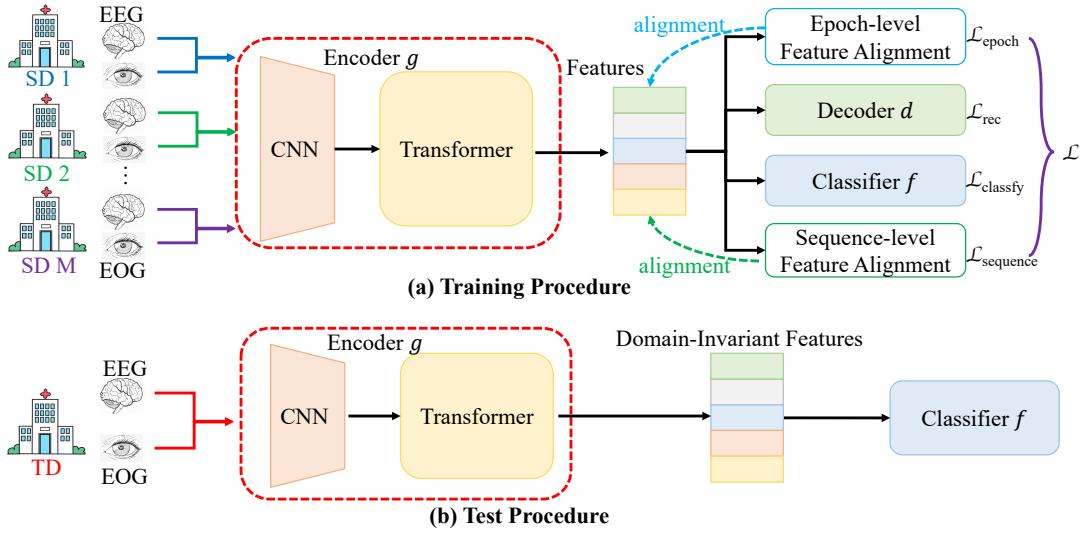 EEG
SD 1
SD 2
⋮
SD M
EOG
Encoder g
CNN
Transformer
Features
alignment
alignment
Epoch-level
Feature Alignment
Decoder d
Classifier f
Sequence-level
Feature Alignment
ℒepoch
ℒrec
ℒclassfy
ℒsequence
ℒ
(a) Training Procedure
EEG
EOG
TD
Encoder g
CNN
Transformer
Domain-Invariant Features
Classifier f
(b) Test Procedure